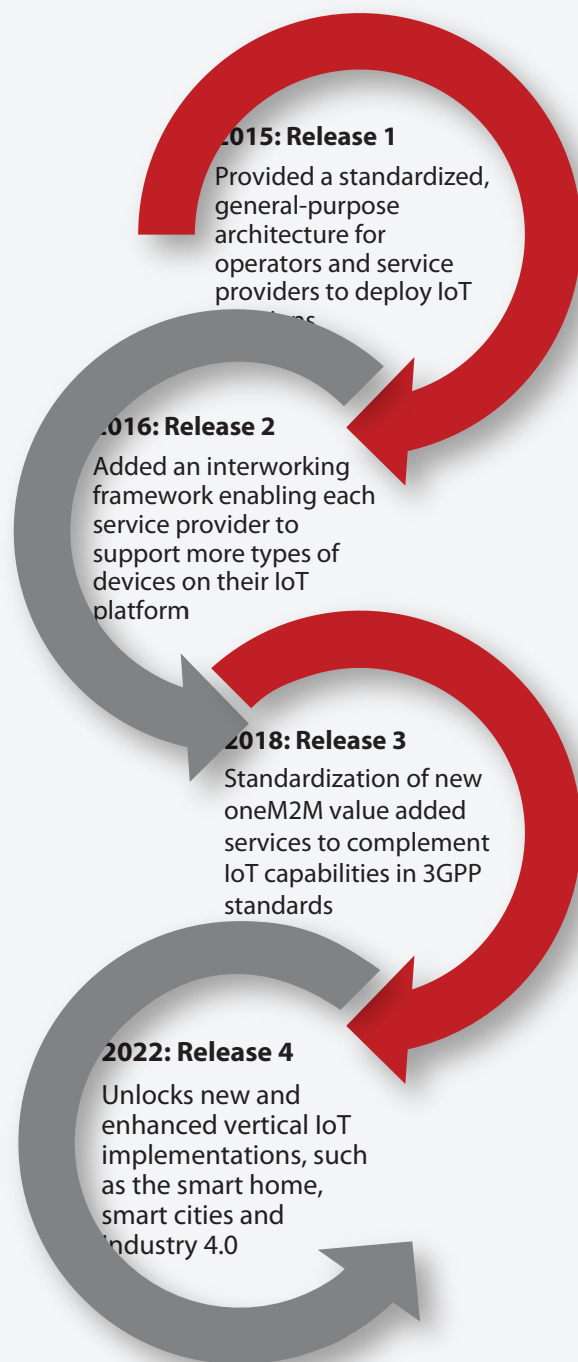 2015: Release 1
Provided a standardized,
general-purpose
architecture for
operators and service
providers to deploy IoT
2016: Release 2
Added an interworking
framework enabling each
service provider to
support more types of
devices on their IoT
platform
2018: Release 3
Standardization of new
oneM2M value added
services to complement
IoT capabilities in 3GPP
standards
2022: Release 4
Unlocks new and
enhanced vertical IoT
implementations, such
as the smart home,
smart cities and
Industry 4.0